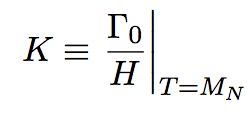 K ≡ Γ₀/H |_{T=M_N}